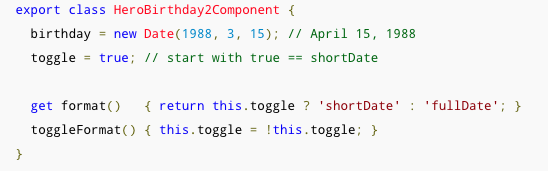 export class HeroBirthday2Component {
  birthday = new Date(1988, 3, 15); // April 15, 1988
  toggle = true; // start with true == shortDate

  get format()   { return this.toggle ? 'shortDate' : 'fullDate'; }
  toggleFormat() { this.toggle = !this.toggle; }
}